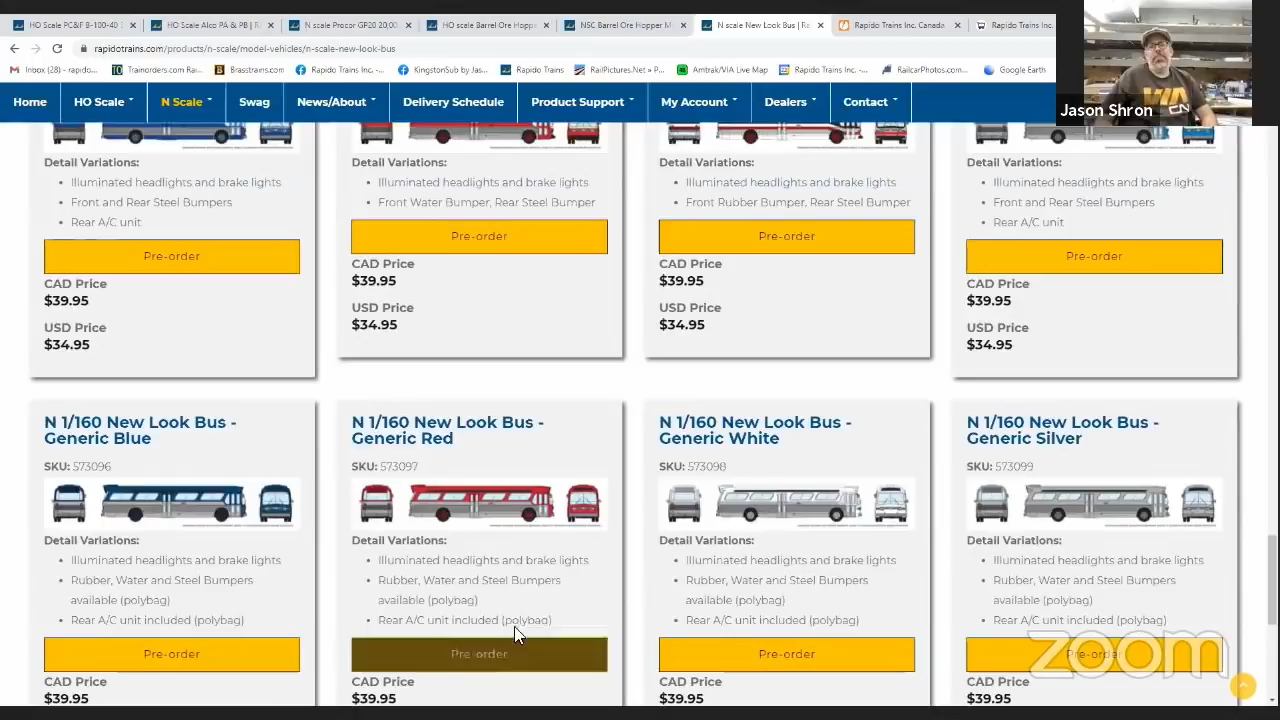 HO Scale PC&F B-100-40
HO Scale Alco PA & PB | R
N scale Procor GP20 20,00
HO scale Barrel Ore Hopp
NSC Barrel Ore Hopper M
N scale New Look Bus | Ra
Rapido Trains Inc. Canada
Rapido Trains Inc.
rapidotrains.com/products/n-scale/model-vehicles/n-scale-new-look-bus
Inbox (28) - rapido...
Trainorders.com Rai...
Brasstrains.com
Rapido Trains Inc. -...
KingstonSub by Jas...
Rapido Trains
RailPictures.Net » P...
Amtrak/VIA Live Map
Rapido Trains Inc. -...
RailcarPhotos.com...
Google Earth
Home
HO Scale
N Scale
Swag
News/About
Delivery Schedule
Product Support
My Account
Dealers
Contact
Jason Shron
VIA
CN
Detail Variations:
Illuminated headlights and brake lights
Front and Rear Steel Bumpers
Rear A/C unit
Pre-order
CAD Price
$39.95
USD Price
$34.95
Detail Variations:
Illuminated headlights and brake lights
Front Water Bumper, Rear Steel Bumper
Pre-order
CAD Price
$39.95
USD Price
$34.95
Detail Variations:
Illuminated headlights and brake lights
Front Rubber Bumper, Rear Steel Bumper
Pre-order
CAD Price
$39.95
USD Price
$34.95
Detail Variations:
Illuminated headlights and brake lights
Front and Rear Steel Bumpers
Rear A/C unit
Pre-order
CAD Price
$39.95
USD Price
$34.95
N 1/160 New Look Bus -
Generic Blue
SKU: 573096
Detail Variations:
Illuminated headlights and brake lights
Rubber, Water and Steel Bumpers
available (polybag)
Rear A/C unit included (polybag)
Pre-order
CAD Price
$39.95
N 1/160 New Look Bus -
Generic Red
SKU: 573097
Detail Variations:
Illuminated headlights and brake lights
Rubber, Water and Steel Bumpers
available (polybag)
Rear A/C unit included (polybag)
Pre-order
CAD Price
$39.95
N 1/160 New Look Bus -
Generic White
SKU: 573098
Detail Variations:
Illuminated headlights and brake lights
Rubber, Water and Steel Bumpers
available (polybag)
Rear A/C unit included (polybag)
Pre-order
CAD Price
$39.95
N 1/160 New Look Bus -
Generic Silver
SKU: 573099
Detail Variations:
Illuminated headlights and brake lights
Rubber, Water and Steel Bumpers
available (polybag)
Rear A/C unit included (polybag)
Pre-order
CAD Price
$39.95
zoom